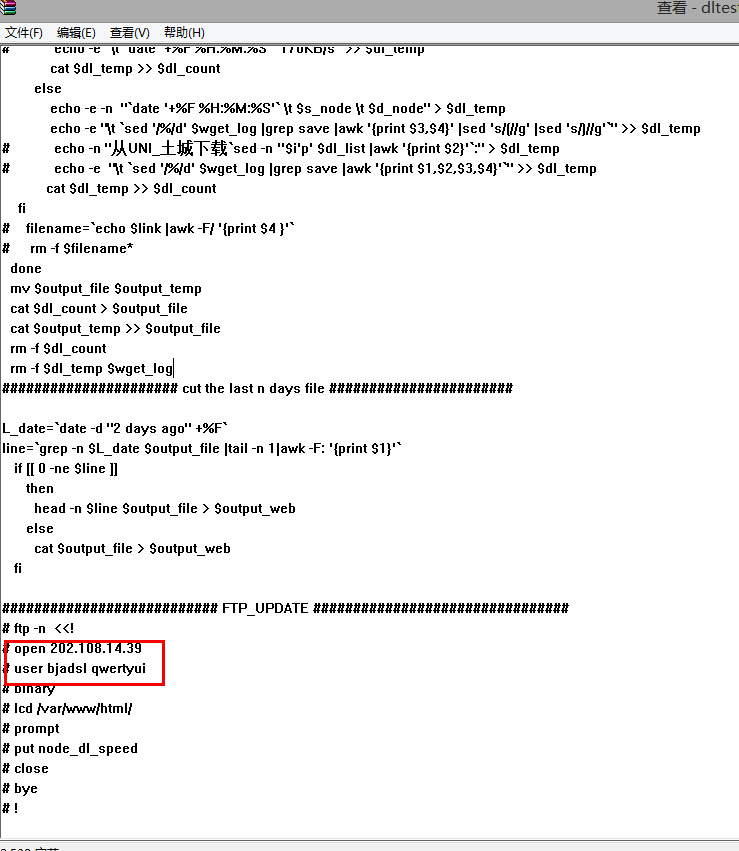 查看 - dltes
文件(F) 编辑(E) 查看(V) 帮助(H)
# echo -e "\t `date '+%F %H:%M:%S'` 170KB/s" >> $dl_temp
cat $dl_temp >> $dl_count
else
echo -e -n "`date '+%F %H:%M:%S'` \t $s_node \t $d_node" > $dl_temp
echo -e "\t `sed '/%/d' $wget_log |grep save |awk '{print $3,$4}' |sed 's/(//g' |sed 's/)//g'`" >> $dl_temp
# echo -n "从UNI_土城下载`sed -n "$i'p' $dl_list |awk '{print $2}'`:" > $dl_temp
# echo -e "\t `sed '/%/d' $wget_log |grep save |awk '{print $1,$2,$3,$4}'`" >> $dl_temp
cat $dl_temp >> $dl_count
fi
# filename=`echo $link |awk -F/ '{print $4 }'`
# rm -f $filename*
done
mv $output_file $output_temp
cat $dl_count > $output_file
cat $output_temp >> $output_file
rm -f $dl_count
rm -f $dl_temp $wget_log
###################### cut the last n days file #######################
L_date=`date -d "2 days ago" +%F`
line=`grep -n $L_date $output_file |tail -n 1|awk -F: '{print $1}'`
if [[ 0 -ne $line ]]
then
head -n $line $output_file > $output_web
else
cat $output_file > $output_web
fi
########################### FTP_UPDATE ################################
# ftp -n <<!
# open 202.108.14.39
# user bjadsl qwertyui
# binary
# lcd /var/www/html/
# prompt
# put node_dl_speed
# close
# bye
# !